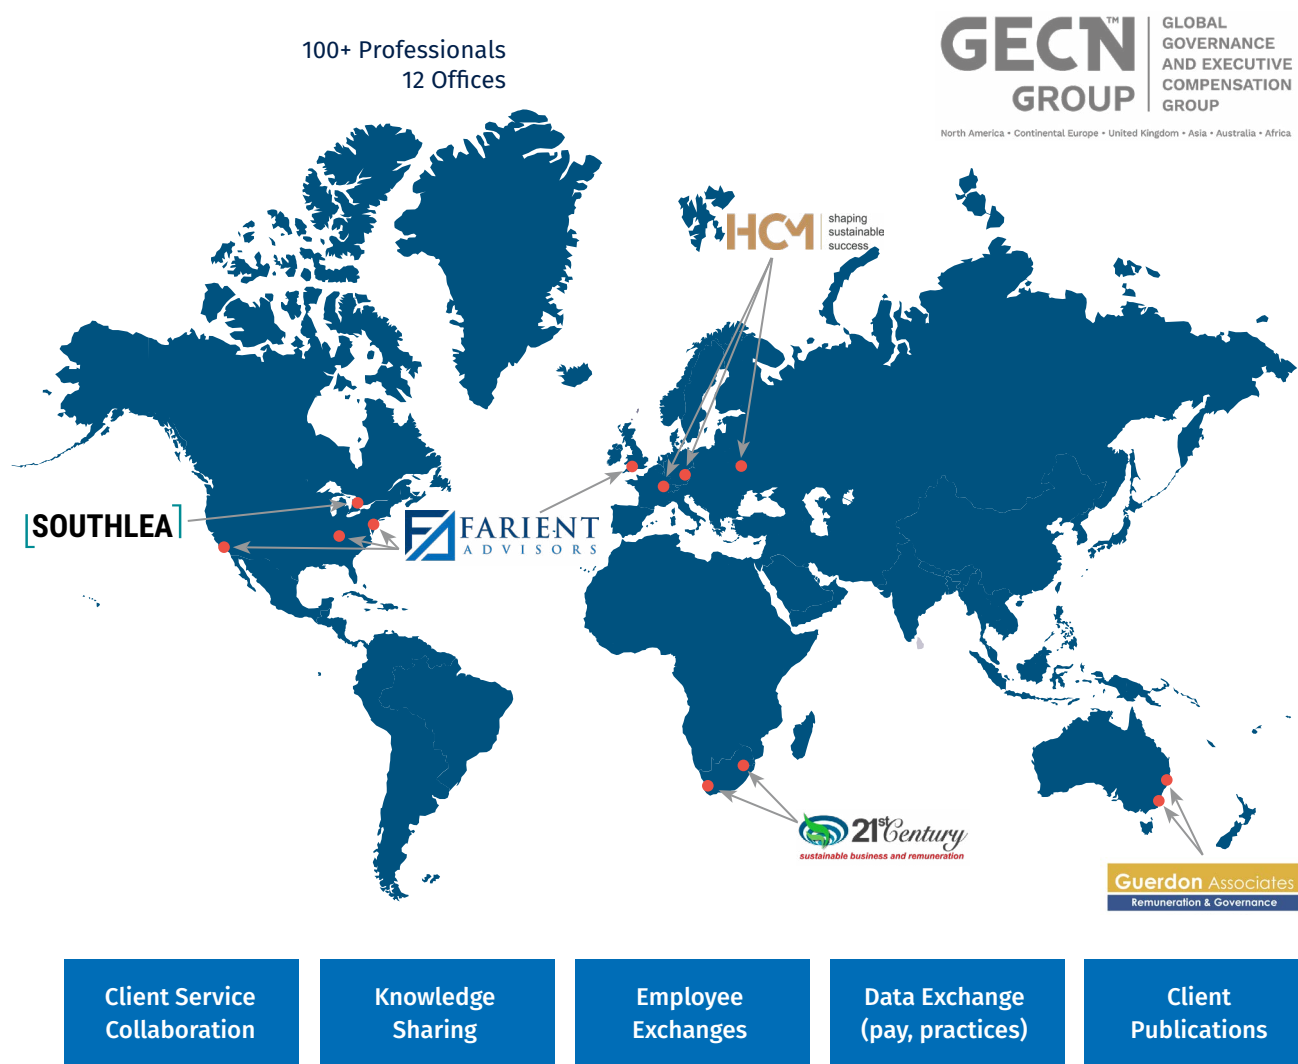 100+ Professionals
12 Offices
GECN™
GROUP
GLOBAL
GOVERNANCE
AND EXECUTIVE
COMPENSATION
GROUP
North America • Continental Europe • United Kingdom • Asia • Australia • Africa
HCM
shaping
sustainable
success
[SOUTHLEA]
FARIENT
ADVISORS
21st Century
sustainable business and remuneration
Guerdon Associates
Remuneration & Governance
Client Service
Collaboration
Knowledge
Sharing
Employee
Exchanges
Data Exchange
(pay, practices)
Client
Publications